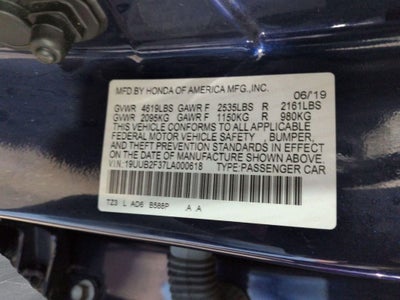 MFD.BY HONDA OF AMERICA MFG.,INC.
06/19
GVWR 4619LBS GAWR F 2535LBS R 2161LBS
GVWR 2095KG GAWR F 1150KG R 980KG
THIS VEHICLE CONFORMS TO ALL APPLICABLE
FEDERAL MOTOR VEHICLE SAFETY, BUMPER,
AND THEFT PREVENTION STANDARDS IN EFFECT
ON THE DATE OF MANUFACTURE SHOWN ABOVE.
VIN:19UUB2F37LA000618 TYPE:PASSENGER CAR
TZ3 L AD6 B588P .A .A